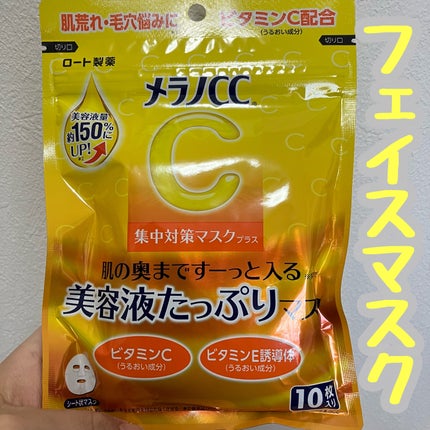 肌荒れ・毛穴悩みに
ビタミンC配合
(うるおい成分)
切り口
切り口
ロート製薬
メラノCC
美容液量
約150%に
UP!
C
集中対策マスクプラス
肌の奥まですーっと入る
美容液たっぷりマス
ビタミンC
(うるおい成分)
ビタミンE誘導体
(うるおい成分)
シート状マスク
10枚入り
フェイスマスク